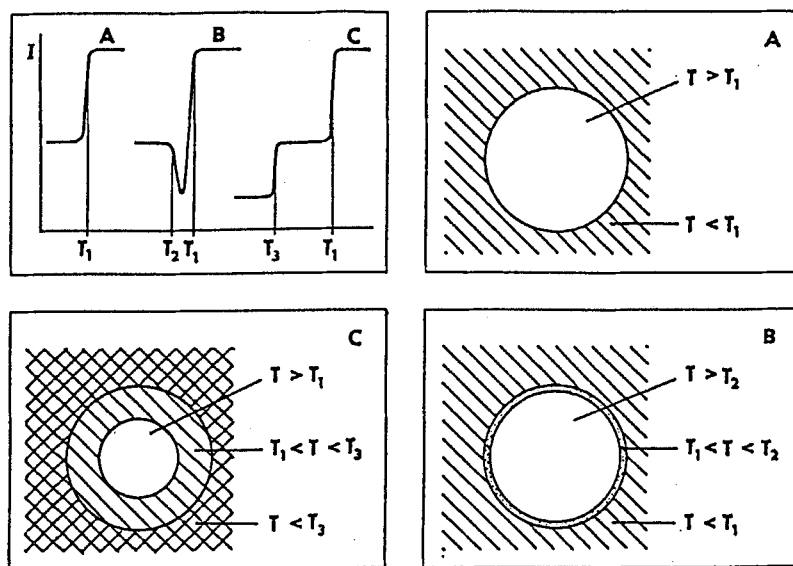 I A B C
T₁ T₂ T₁ T₃ T₁
A
T > T₁
T < T₁
C
T > T₁
T₁ < T < T₃
T < T₃
B
T > T₂
T₁ < T < T₂
T < T₁